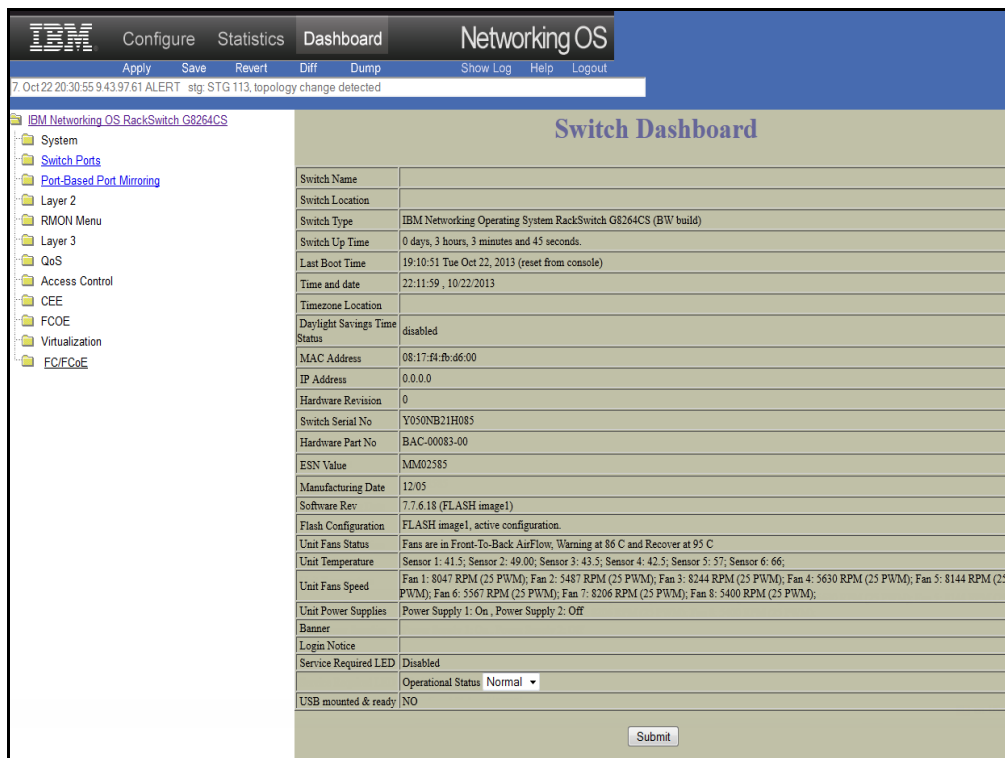 IBM. Configure Statistics Dashboard Networking OS
Apply Save Revert Diff Dump Show Log Help Logout
7. Oct 22 20:30:55 9.43.97.61 ALERT stg: STG 113, topology change detected
IBM Networking OS RackSwitch G8264CS
System
Switch Ports
Port-Based Port Mirroring
Layer 2
RMON Menu
Layer 3
QoS
Access Control
CEE
FCOE
Virtualization
FC/FCoE
Switch Dashboard
Switch Name
Switch Location
Switch Type IBM Networking Operating System RackSwitch G8264CS (BW build)
Switch Up Time 0 days, 3 hours, 3 minutes and 45 seconds.
Last Boot Time 19:10:51 Tue Oct 22, 2013 (reset from console)
Time and date 22:11:59 , 10/22/2013
Timezone Location
Daylight Savings Time
Status disabled
MAC Address 08:17:f4:fb:d6:00
IP Address 0.0.0.0
Hardware Revision 0
Switch Serial No Y050NB21H085
Hardware Part No BAC-00083-00
ESN Value MM02585
Manufacturing Date 12/05
Software Rev 7.7.6.18 (FLASH image1)
Flash Configuration FLASH image1, active configuration.
Unit Fans Status Fans are in Front-To-Back AirFlow, Warning at 86 C and Recover at 95 C
Unit Temperature Sensor 1: 41.5; Sensor 2: 49.00; Sensor 3: 43.5; Sensor 4: 42.5; Sensor 5: 57; Sensor 6: 66;
Unit Fans Speed Fan 1: 8047 RPM (25 PWM); Fan 2: 5487 RPM (25 PWM); Fan 3: 8244 RPM (25 PWM); Fan 4: 5630 RPM (25 PWM); Fan 5: 8144 RPM (25
PWM); Fan 6: 5567 RPM (25 PWM); Fan 7: 8206 RPM (25 PWM); Fan 8: 5400 RPM (25 PWM);
Unit Power Supplies Power Supply 1: On , Power Supply 2: Off
Banner
Login Notice
Service Required LED Disabled
Operational Status Normal
USB mounted & ready NO
Submit